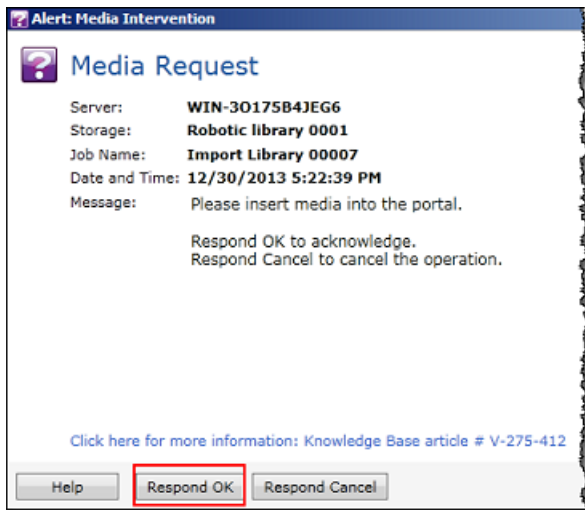 Alert: Media Intervention
Media Request
Server: WIN-3O175B4JEG6
Storage: Robotic library 0001
Job Name: Import Library 00007
Date and Time: 12/30/2013 5:22:39 PM
Message: Please insert media into the portal.
Respond OK to acknowledge.
Respond Cancel to cancel the operation.
Click here for more information: Knowledge Base article # V-275-412
Help Respond OK Respond Cancel